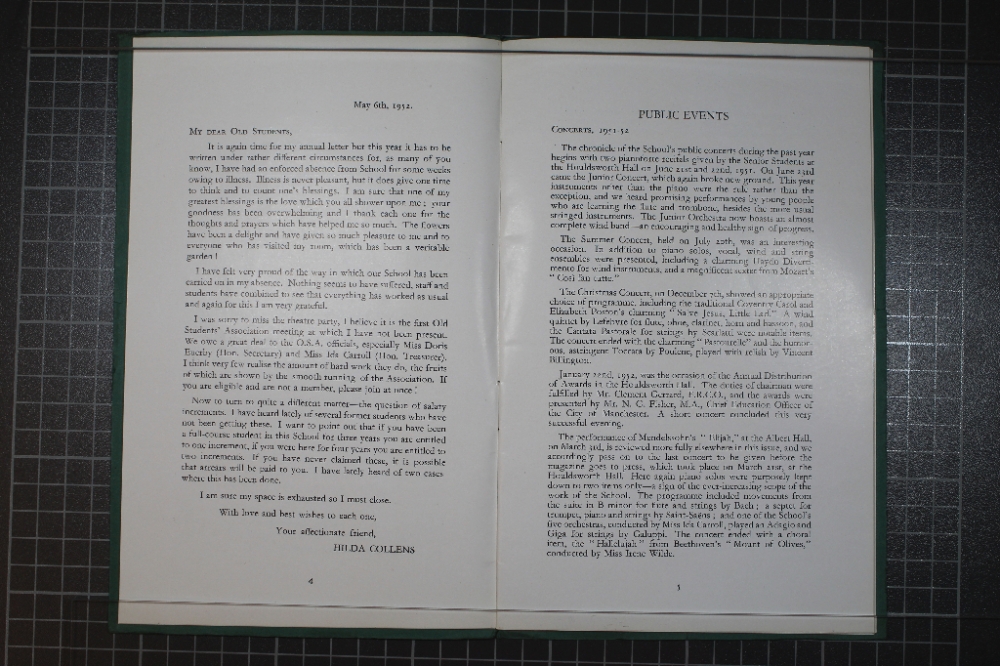 May 6th, 1952.
MY DEAR OLD STUDENTS,
It is again time for my annual letter but this year it has to be
written under rather different circumstances for, as many of you
know, I have had an enforced absence from School for some weeks
owing to illness. Illness is never pleasant, but it does give one time
to think and to count one's blessings. I am sure that one of my
greatest blessings is the love which you all shower upon me; your
goodness has been overwhelming and I thank each one for the
thoughts and prayers which have helped me so much. The flowers
have been a delight and have given so much pleasure to me and to
everyone who has visited my room, which has been a veritable
garden!
I have felt very proud of the way in which our School has been
carried on in my absence. Nothing seems to have suffered, staff and
students have combined to see that everything has worked as usual
and again for this I am very grateful.
I was sorry to miss the theatre party, I believe it is the first Old
Students' Association meeting at which I have not been present.
We owe a great deal to the O.S.A. officials, especially Miss Doris
(Hon. Secretary) and Miss Ida Carroll (Hon. Treasurer).
I think very few realise the amount of hard work they do, the fruits
of which are shown by the smooth running of the Association. If
you are eligible and are not a member, please join at once!
Now to turn to quite a different matter—the question of salary
increments. I have heard lately of several former students who have
not been getting these. I want to point out that if you have been
a full-course student in this School for three years you are entitled
to one increment, if you were here for four years you are entitled to
two increments. If you have never claimed these, it is possible
that arrears will be paid to you. I have lately heard of two cases
where this has been done.
I am sure my space is exhausted so I must close.
With love and best wishes to each one,
Your affectionate friend,
HILDA COLLENS
4
PUBLIC EVENTS
CONCERTS, 1951-52
The chronicle of the School's public concerts during the past year
begins with two pianoforte recitals given by the Senior Students at
the Houldsworth Hall on June 21st and 22nd, 1951. On June 23rd
came the Junior Concert, which again broke new ground. This year
instruments other than the piano were the rule rather than the
exception, and we heard promising performances by young people
who are learning the flute and trombone, besides the more usual
stringed instruments. The Junior Orchestra now boasts an almost
complete wind band—an encouraging and healthy sign of progress.
The Summer Concert, held on July 20th, was an interesting
occasion. In addition to piano solos, vocal, wind and string
ensembles were presented, including a charming Haydn Diverti-
mento for wind instruments, and a magnificent sextet from Mozart's
"Cosi fan tutte."
The Christmas Concert, on December 7th, showed an appropriate
choice of programme, including the traditional Coventry Carol and
Elizabeth Poston's charming "Sweet Jesus, Little Lad." A wind
quintet by Lefebvre for flute, oboe, clarinet, horn and bassoon, and
the Cantata Pastorale for strings by Scarlatti were notable items.
The concert ended with the charming "Pastourelle" and the humor-
ous, astringent Toccata by Poulenc, played with relish by Vincent
Billington.
January 22nd, 1952, was the occasion of the Annual Distribution
of Awards in the Houldsworth Hall. The duties of chairman were
fulfilled by Mr. Clement Gerrard, F.R.C.O., and the awards were
presented by Mr. N. G. Fisher, M.A., Chief Education Officer of
the City of Manchester. A short concert concluded this very
successful evening.
The performance of Mendelssohn's "Elijah," at the Albert Hall,
on March 3rd, is reviewed more fully elsewhere in this issue, and we
accordingly pass on to the last concert to be given before the
magazine goes to press, which took place on March 21st, at the
Houldsworth Hall. Here again piano solos were purposely kept
down to two items only—a sign of the ever-increasing scope of the
work of the School. The programme included movements from
the suite in B minor for flute and strings by Bach; a septet for
trumpet, piano and strings by Saint-Saëns; and one of the School's
five orchestras, conducted by Miss Ida Carroll, played an Adagio and
Giga for strings by Galuppi. The concert ended with a choral
item, the "Hallelujah" from Beethoven's "Mount of Olives,"
conducted by Miss Irene Wilde.
5